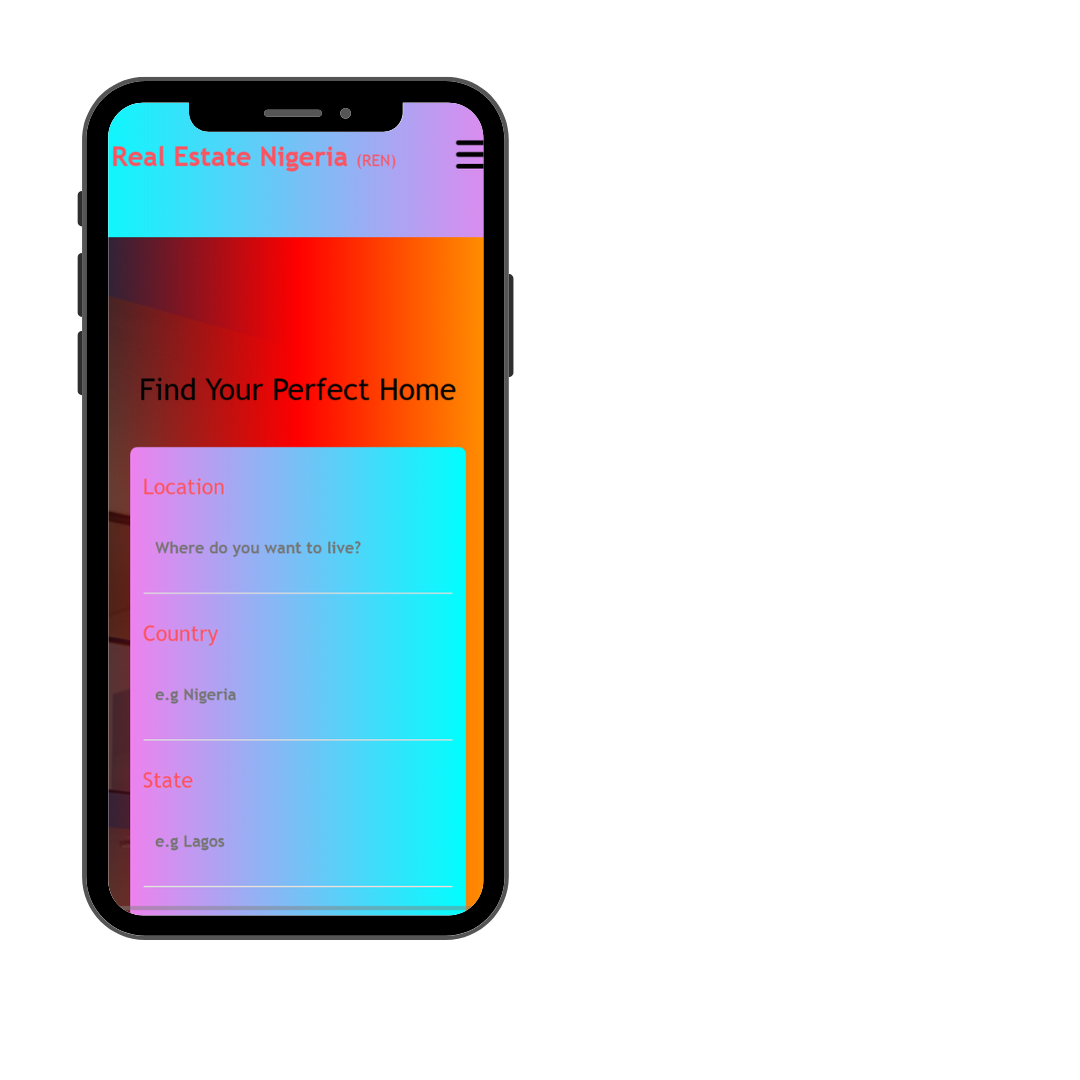 Real Estate Nigeria (REN)
Find Your Perfect Home
Location
Where do you want to live?
Country
e.g Nigeria
State
e.g Lagos